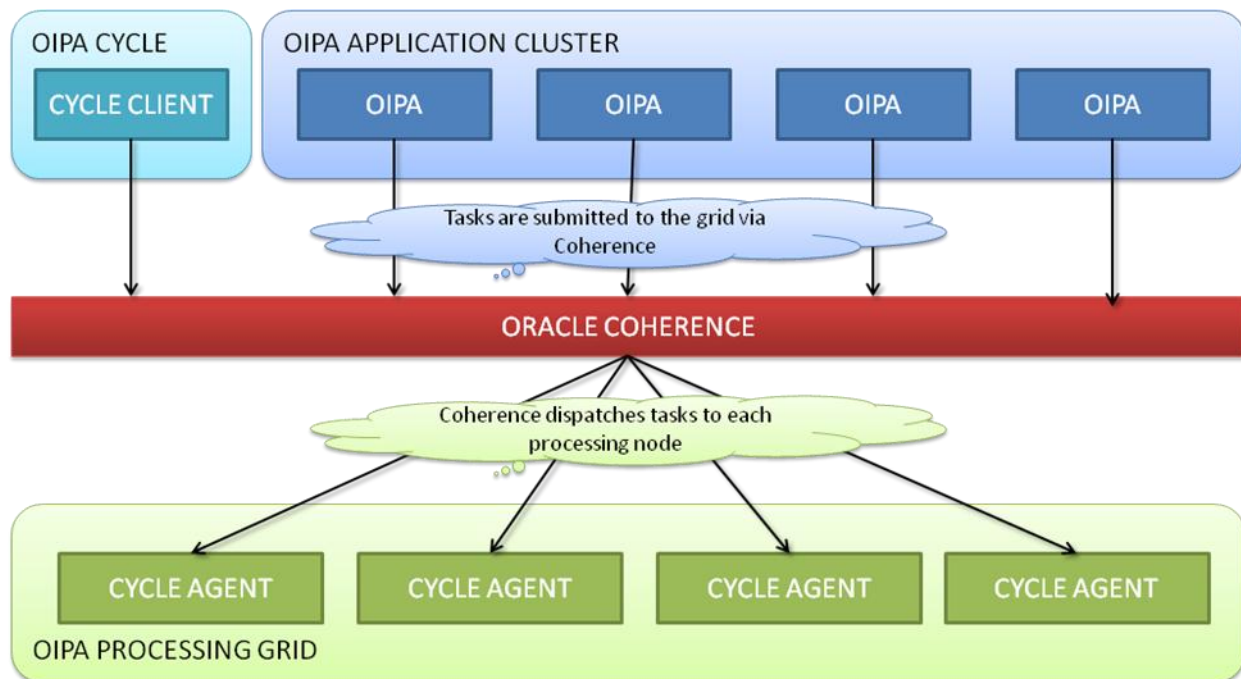 OIPA CYCLE
OIPA APPLICATION CLUSTER
CYCLE CLIENT
OIPA
OIPA
OIPA
OIPA
Tasks are submitted to the grid via
Coherence
ORACLE COHERENCE
Coherence dispatches tasks to each
processing node
CYCLE AGENT
CYCLE AGENT
CYCLE AGENT
CYCLE AGENT
OIPA PROCESSING GRID